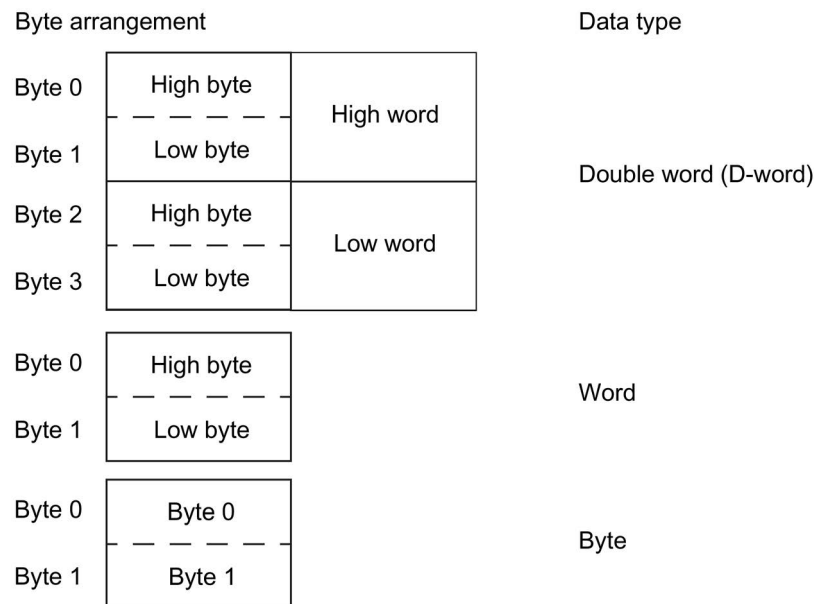 Byte arrangement Data type
Byte 0 High byte
High word
Byte 1 Low byte
Double word (D-word)
Byte 2 High byte
Low word
Byte 3 Low byte
Byte 0 High byte
Word
Byte 1 Low byte
Byte 0 Byte 0
Byte
Byte 1 Byte 1